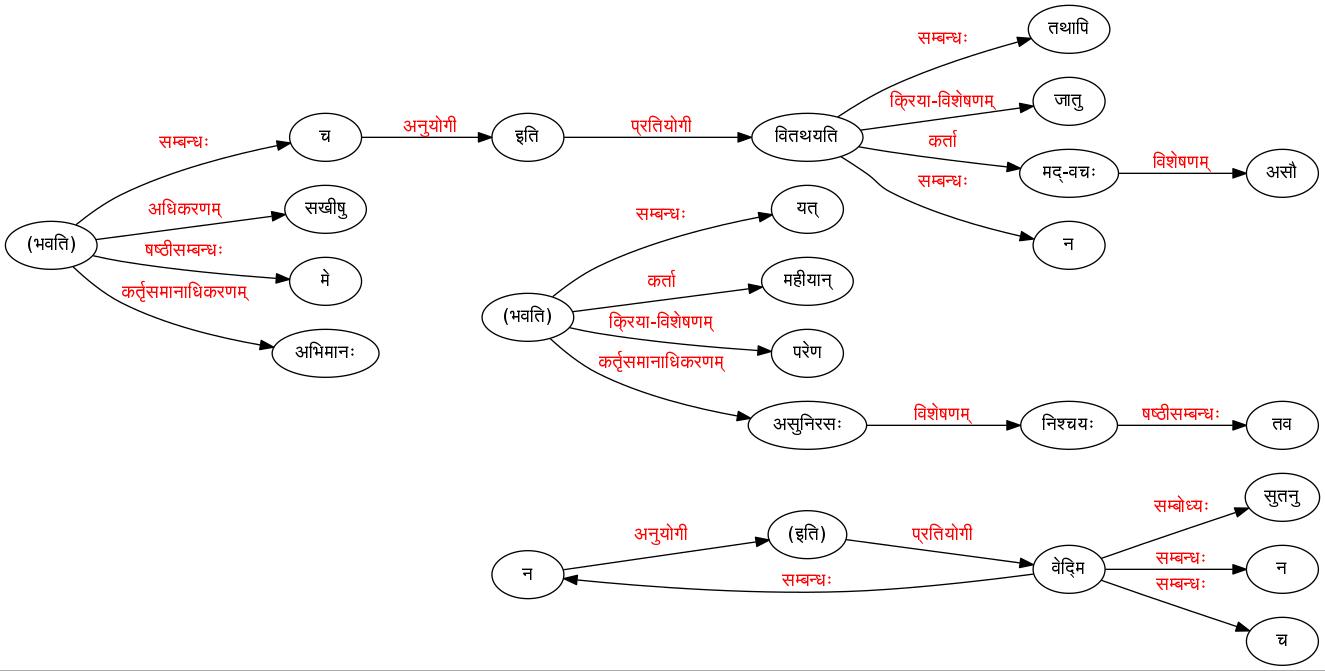 तथापि
सम्बन्धः
क्रिया-विशेषणम्
जातु
सम्बन्धः
च
अनुयोगी
इति
प्रतियोगी
वितथयति
कर्ता
मद्-वचः
विशेषणम्
असौ
सम्बन्धः
अधिकरणम्
सखीषु
सम्बन्धः
यत्
न
(भवति)
षष्ठीसम्बन्धः
मे
कर्तृसमानाधिकरणम्
अभिमानः
कर्ता
महीयान्
(भवति)
क्रिया-विशेषणम्
परेण
कर्तृसमानाधिकरणम्
असुनिरसः
विशेषणम्
निश्चयः
षष्ठीसम्बन्धः
तव
सम्बोध्यः
सुतनु
अनुयोगी
(इति)
प्रतियोगी
न
सम्बन्धः
वेद्मि
सम्बन्धः
न
सम्बन्धः
च